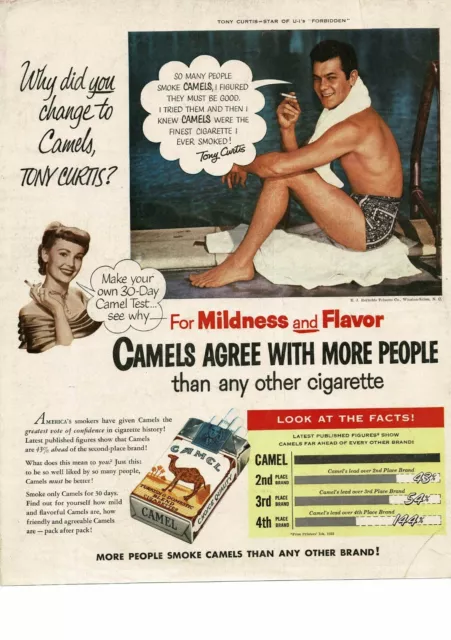 TONY CURTIS—STAR OF U-I's "FORBIDDEN"
Why did you
change to
Camels,
TONY CURTIS?
SO MANY PEOPLE
SMOKE CAMELS, I FIGURED
THEY MUST BE GOOD.
I TRIED THEM AND THEN I
KNEW CAMELS WERE THE
FINEST CIGARETTE I
EVER SMOKED!
Tony Curtis
Make your
own 30-Day
Camel Test...
see why—
R. J. Reynolds Tobacco Co., Winston-Salem, N. C.
For Mildness and Flavor
CAMELS AGREE WITH MORE PEOPLE
than any other cigarette
AMERICA'S smokers have given Camels the
greatest vote of confidence in cigarette history!
Latest published figures show that Camels
are 43% ahead of the second-place brand!
What does this mean to you? Just this:
to be so well liked by so many people,
Camels must be better!
Smoke only Camels for 30 days.
Find out for yourself how mild
and flavorful Camels are, how
friendly and agreeable Camels
are — pack after pack!
CAMEL
CAMEL
CHOICE QUALITY
LOOK AT THE FACTS!
LATEST PUBLISHED FIGURES* SHOW
CAMELS FAR AHEAD OF EVERY OTHER BRAND!
CAMEL
2nd PLACE BRAND
Camel's lead over 2nd Place Brand
43%
3rd PLACE BRAND
Camel's lead over 3rd Place Brand
54%
4th PLACE BRAND
Camel's lead over 4th Place Brand
144%
MORE PEOPLE SMOKE CAMELS THAN ANY OTHER BRAND!